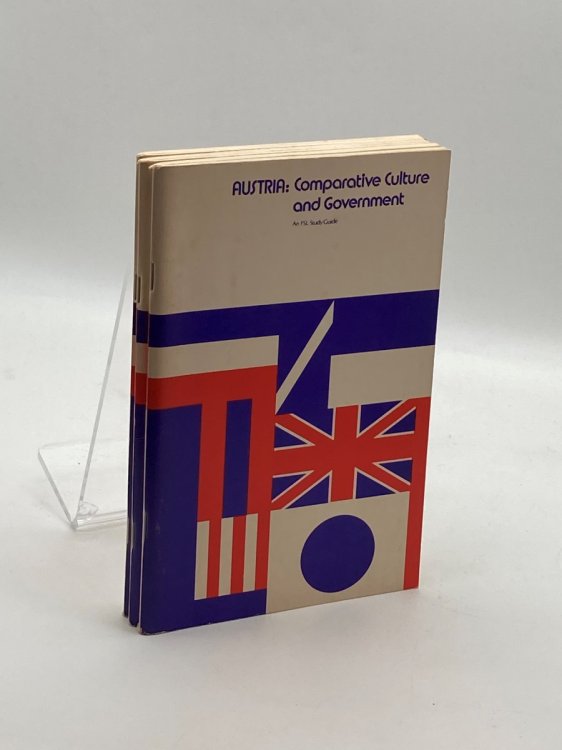 AUSTRIA: Comparative Culture
and Government
An FSL Study Guide